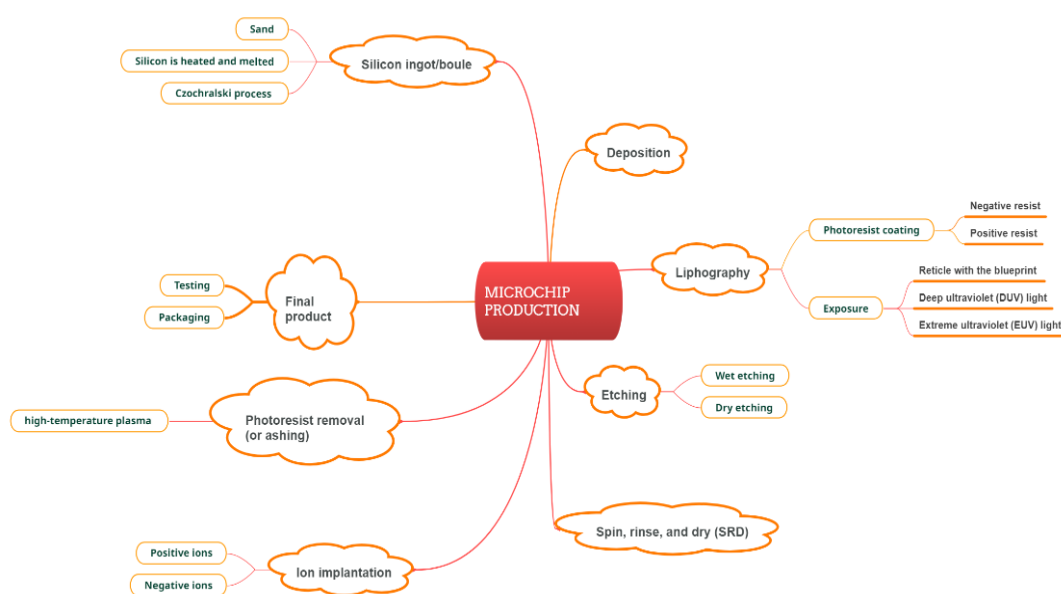 Sand
Silicon is heated and melted
Czochralski process
Silicon ingot/boule
Deposition
Negative resist
Positive resist
Photoresist coating
Liphography
Reticle with the blueprint
Deep ultraviolet (DUV) light
Extreme ultraviolet (EUV) light
Exposure
MICROCHIP
PRODUCTION
Testing
Packaging
Final
product
Etching
Wet etching
Dry etching
high-temperature plasma
Photoresist removal
(or ashing)
Spin, rinse, and dry (SRD)
Positive ions
Negative ions
Ion implantation